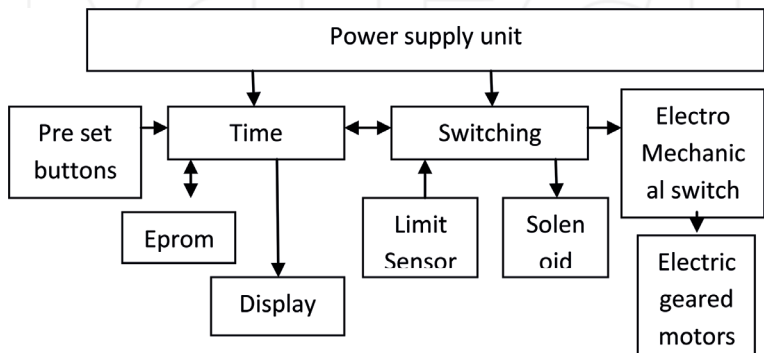 Power supply unit
Pre set
buttons
Time
Switching
Electro
Mechanic
al switch
Eprom
Limit
Sensor
Solen
oid
Display
Electric
geared
motors